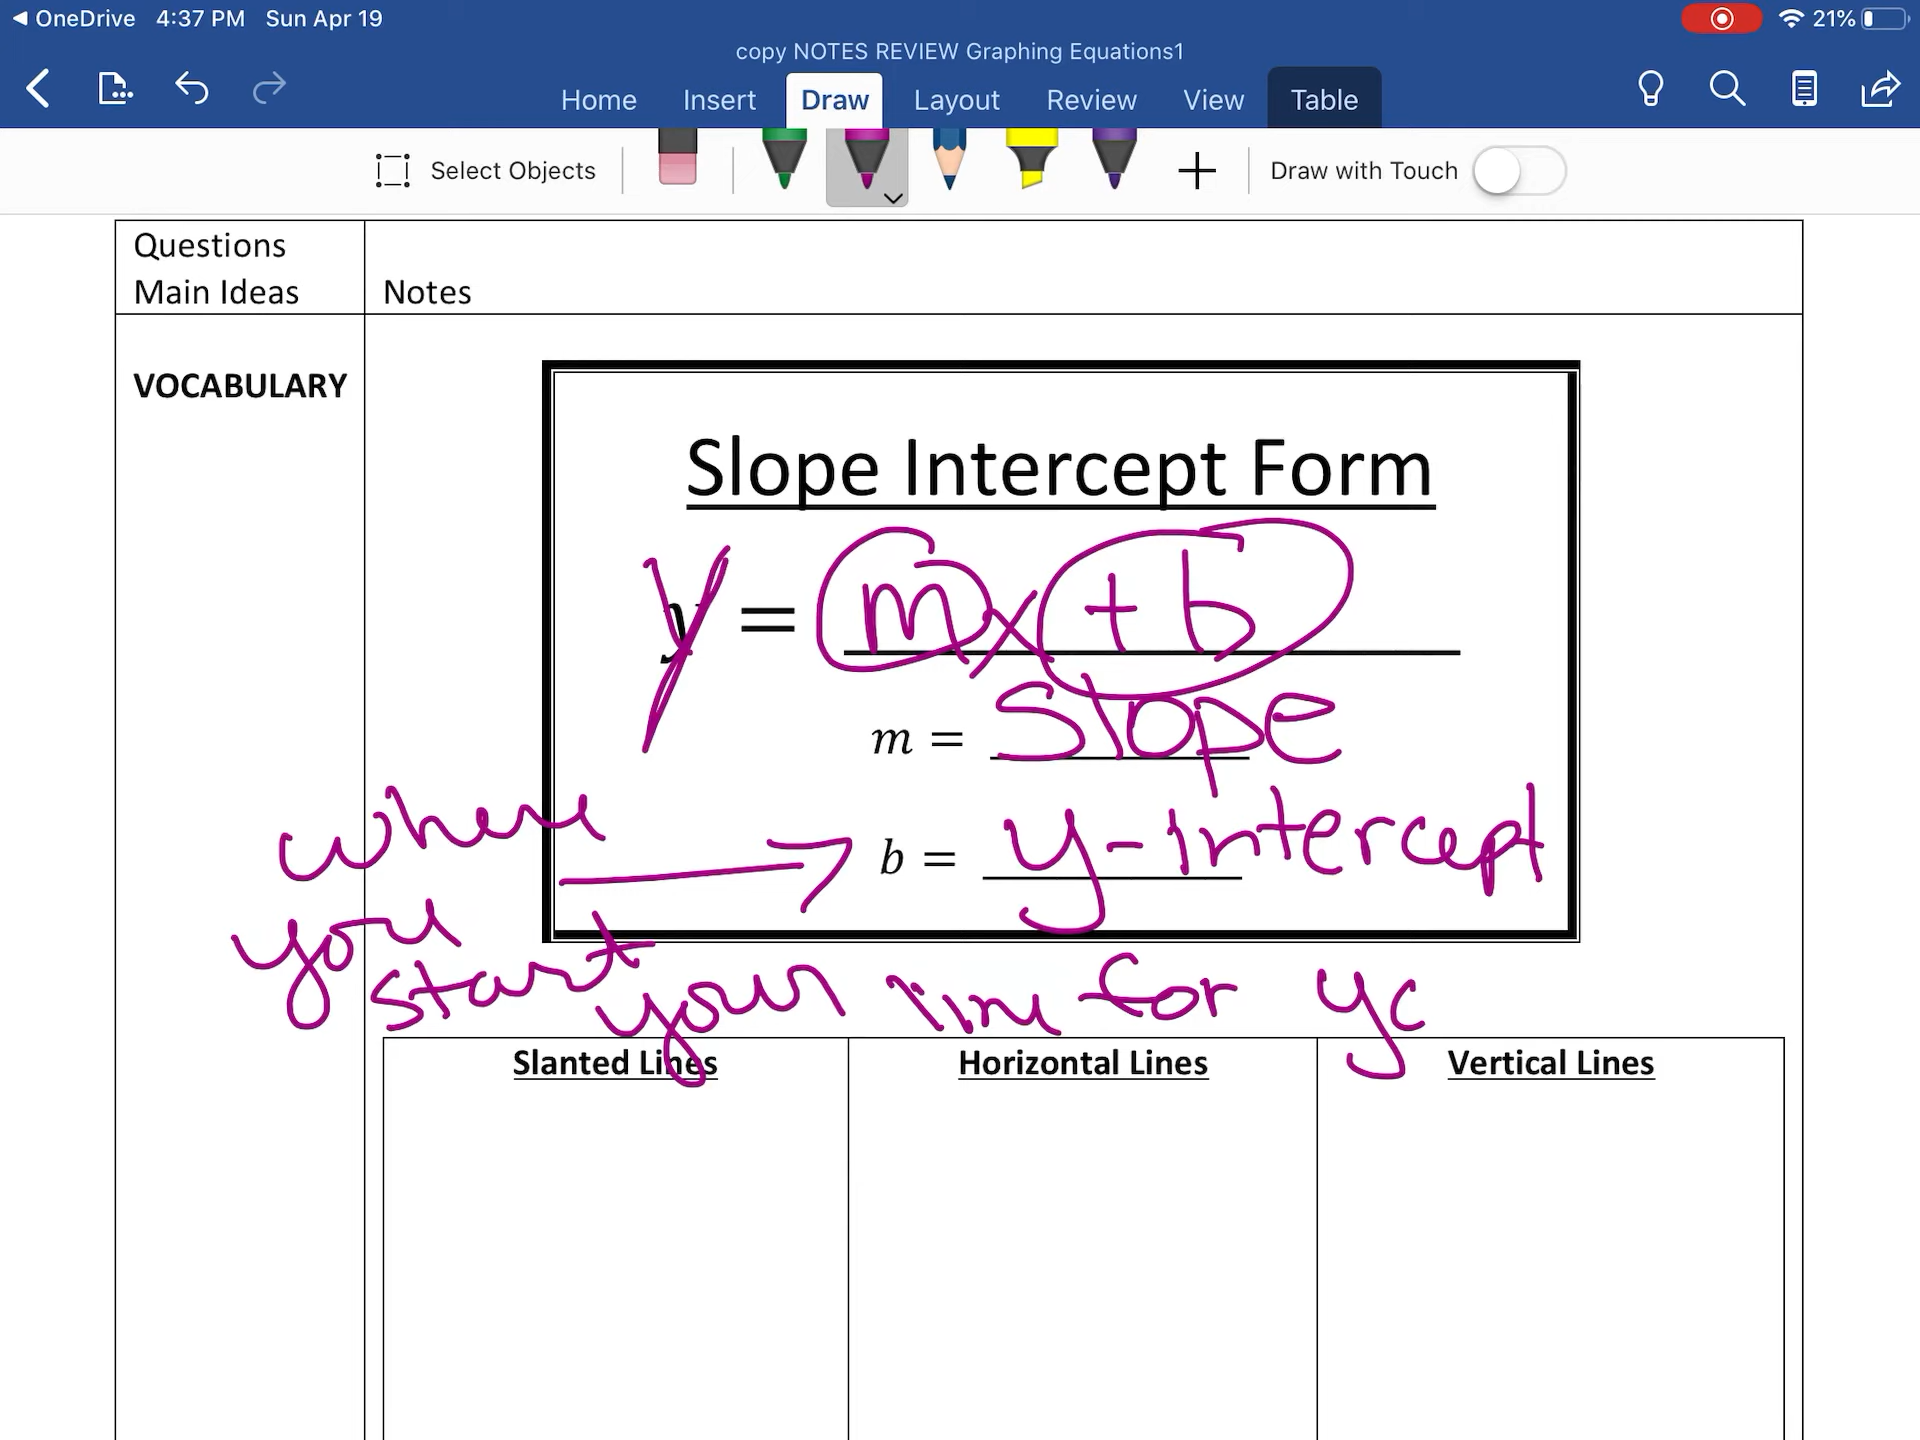 OneDrive 4:37 PM Sun Apr 19 21%
copy NOTES REVIEW Graphing Equations1
Home Insert Draw Layout Review View Table
Select Objects Draw with Touch
Questions
Main Ideas Notes
VOCABULARY
Slope Intercept Form
y = mx + b
m = slope
b = y-intercept
where
you
start your line for yo
Slanted Lines Horizontal Lines Vertical Lines